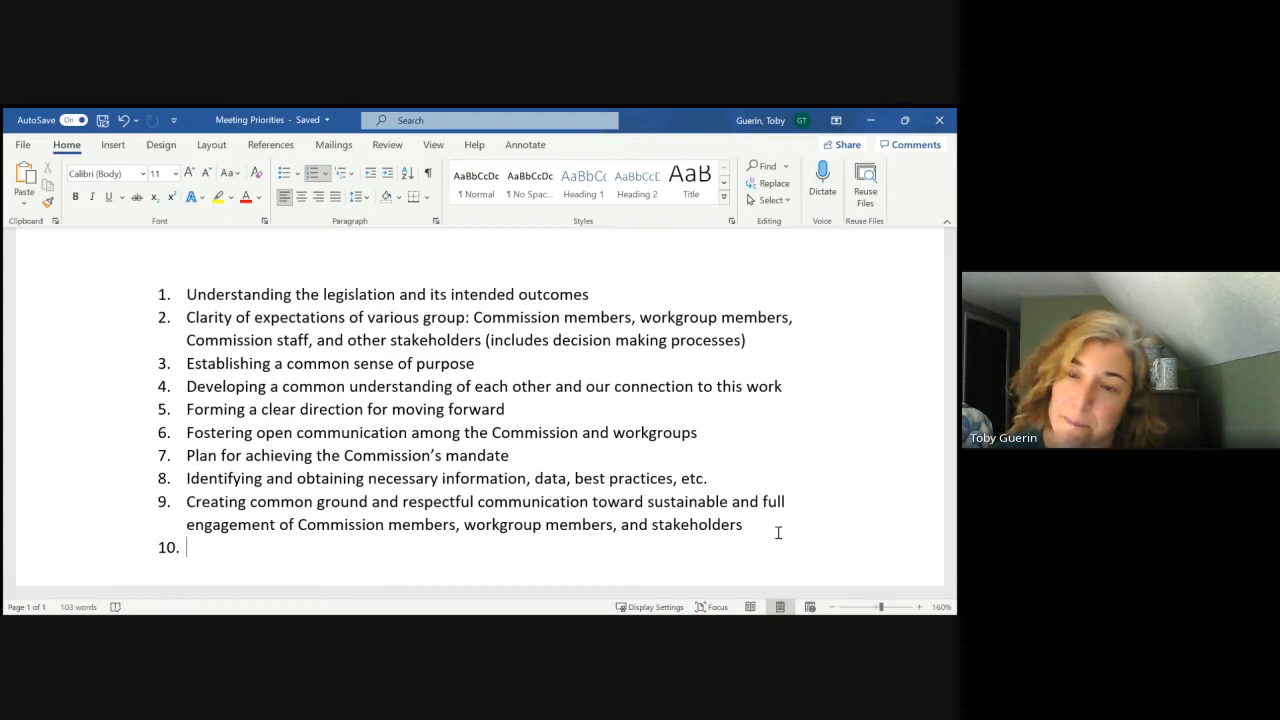 AutoSave On Meeting Priorities - Saved Search Guerin, Toby GT
File Home Insert Design Layout References Mailings Review View Help Annotate Share Comments
Paste Calibri (Body) 11 A A Aa A Find
B I U ab x₂ x² A A AaBbCcDc AaBbCcDc AaBbCc AaBbCcD AaB Replace Dictate Reuse Files
¶ Normal ¶ No Spac... Heading 1 Heading 2 Title Select
Clipboard Font Paragraph Styles Editing Voice Reuse Files
1. Understanding the legislation and its intended outcomes
2. Clarity of expectations of various group: Commission members, workgroup members,
Commission staff, and other stakeholders (includes decision making processes)
3. Establishing a common sense of purpose
4. Developing a common understanding of each other and our connection to this work
5. Forming a clear direction for moving forward
6. Fostering open communication among the Commission and workgroups
7. Plan for achieving the Commission's mandate
8. Identifying and obtaining necessary information, data, best practices, etc.
9. Creating common ground and respectful communication toward sustainable and full
engagement of Commission members, workgroup members, and stakeholders
10.
Page 1 of 1 103 words Display Settings Focus 160%
Toby Guerin